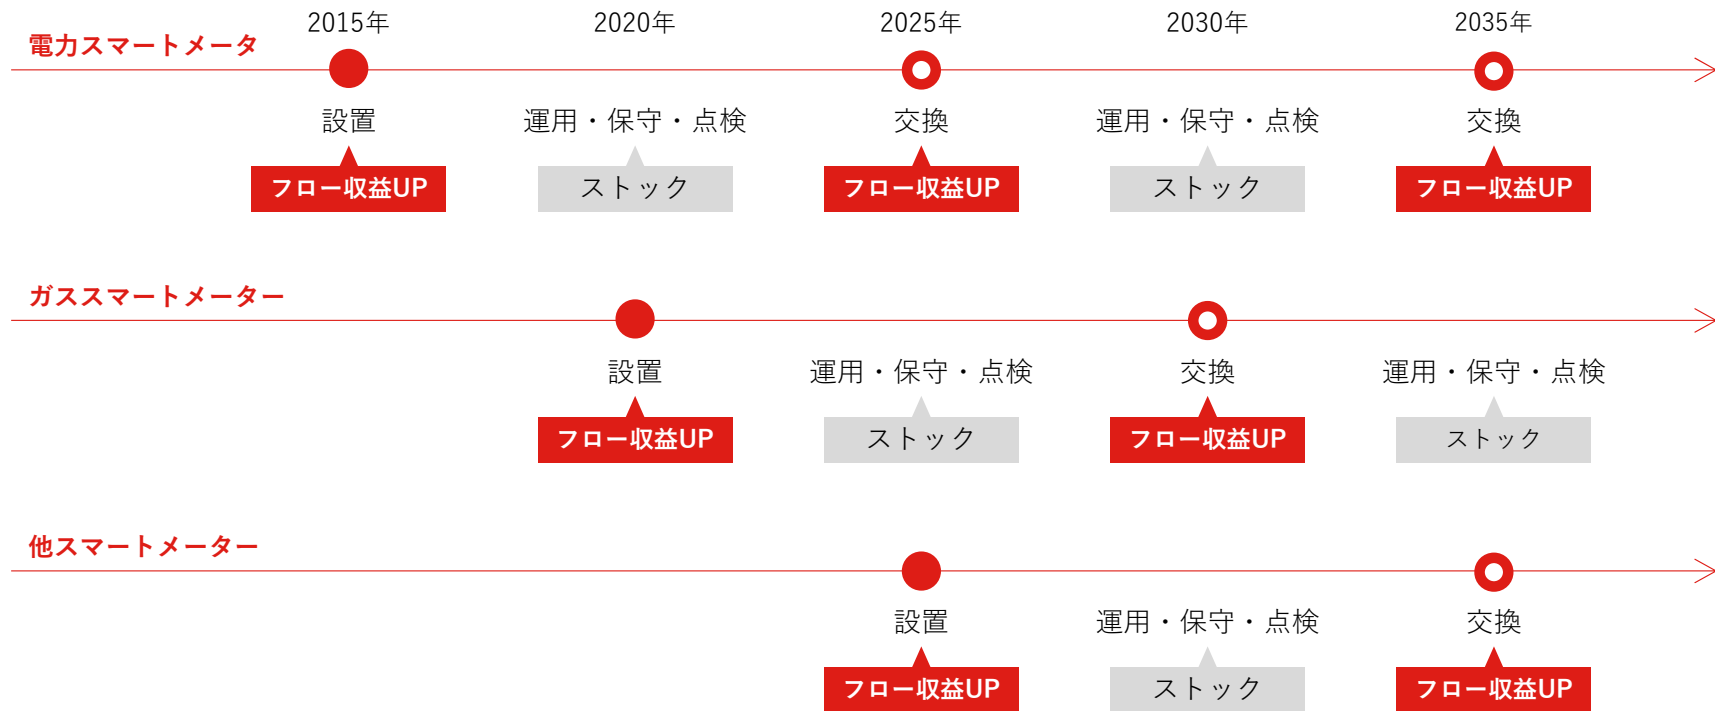 2015年 2020年 2025年 2030年 2035年
電力スマートメータ
設置 運用・保守・点検 交換 運用・保守・点検 交換
フロー収益UP ストック フロー収益UP ストック フロー収益UP
ガススマートメーター
設置 運用・保守・点検 交換 運用・保守・点検
フロー収益UP ストック フロー収益UP ストック
他スマートメーター
設置 運用・保守・点検 交換
フロー収益UP ストック フロー収益UP